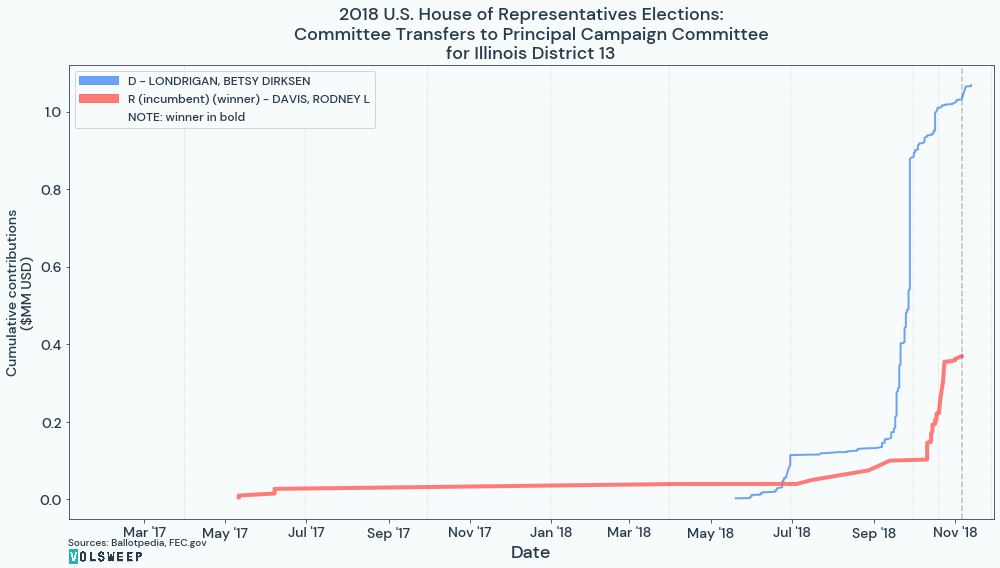 2018 U.S. House of Representatives Elections:
Committee Transfers to Principal Campaign Committee
for Illinois District 13
D - LONDRIGAN, BETSY DIRKSEN
R (incumbent) (winner) - DAVIS, RODNEY L
NOTE: winner in bold
Cumulative contributions
($MM USD)
1.0
0.8
0.6
0.4
0.2
0.0
Mar '17
May '17
Jul '17
Sep '17
Nov '17
Jan '18
Mar '18
May '18
Jul '18
Sep '18
Nov '18
Date
Sources: Ballotpedia, FEC.gov
VOLSWEEP